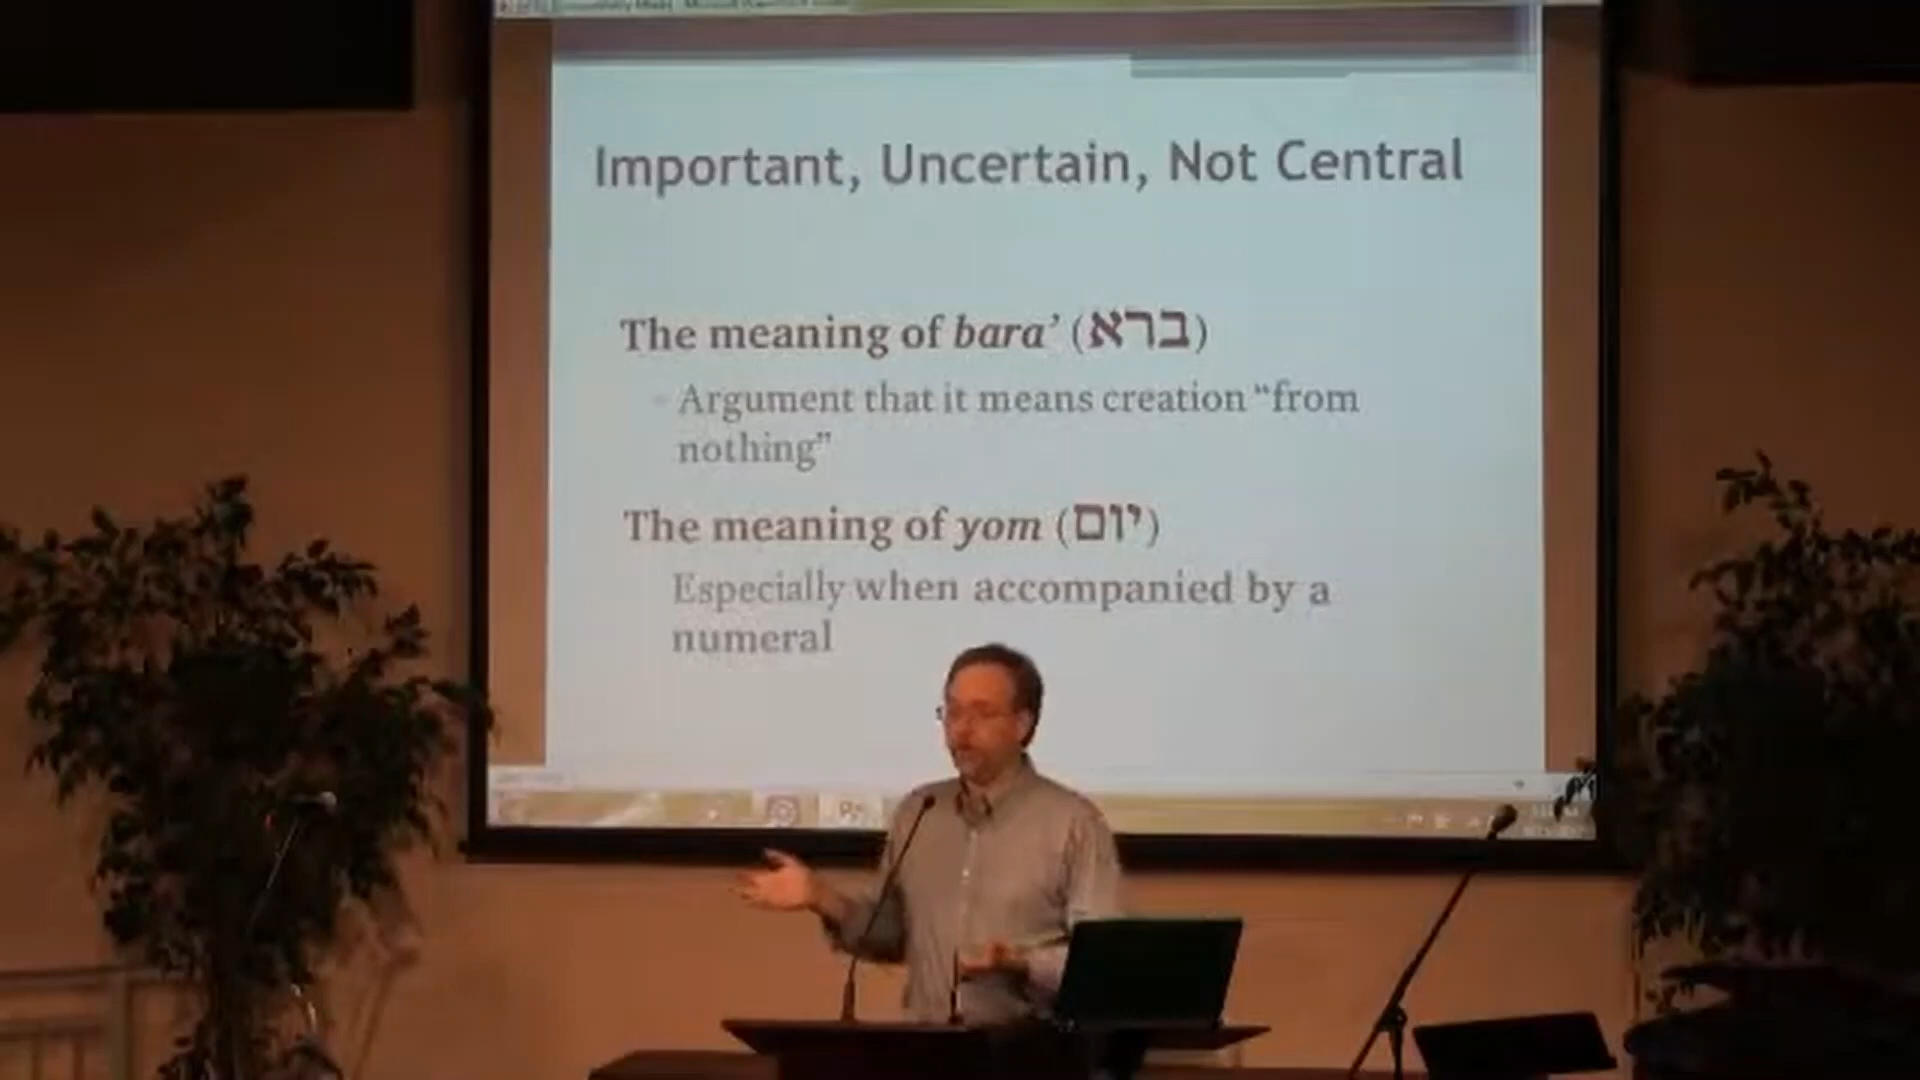 Important, Uncertain, Not Central
The meaning of bara’ (ברא)
Argument that it means creation “from
nothing”
The meaning of yom (יום)
Especially when accompanied by a
numeral